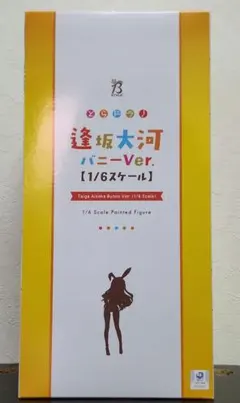 とらドラ!
逢坂大河
バニーVer.
【1/6スケール】
Taiga Aisaka Bunny Ver. (1/6 Scale)
1/6 Scale Painted Figure